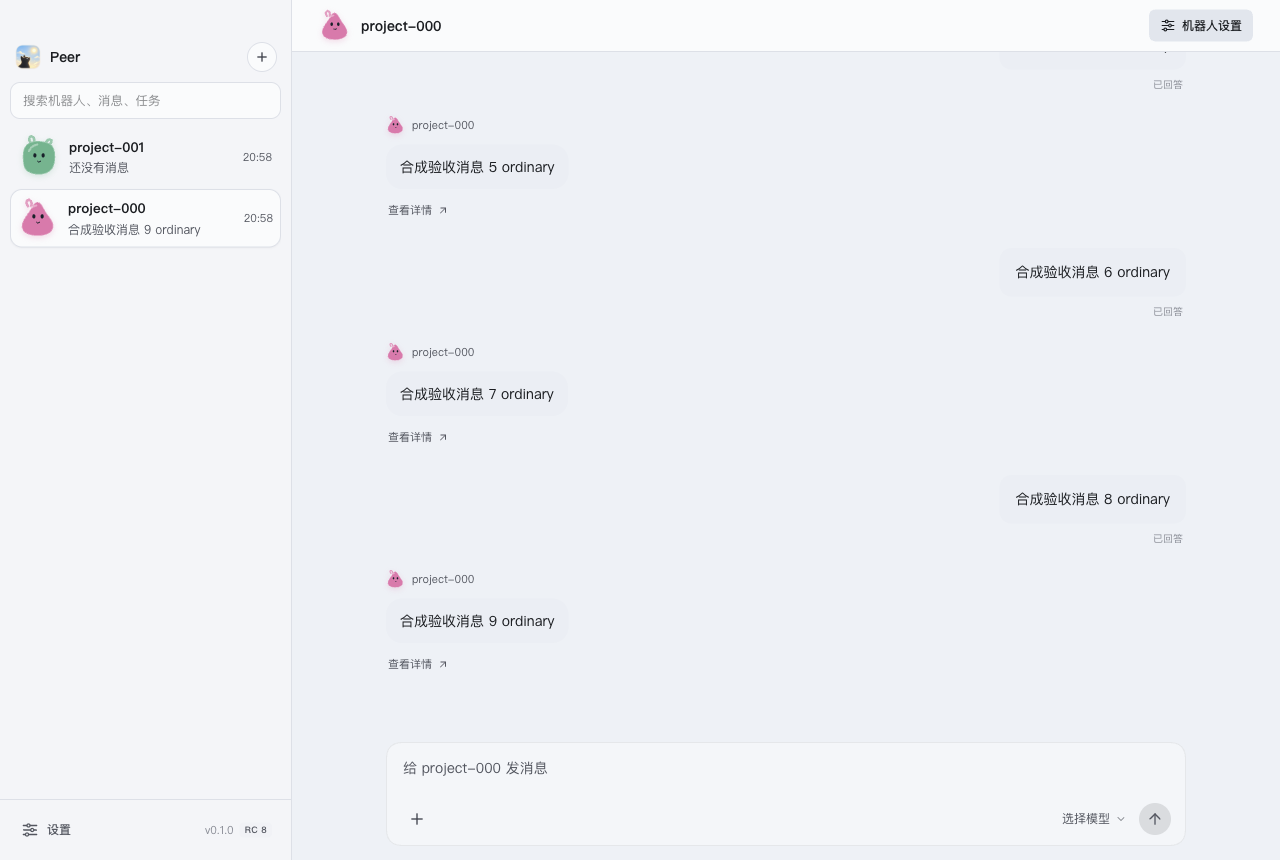 Peer
搜索机器人、消息、任务
project-001
20:58
还没有消息
project-000
20:58
合成验收消息 9 ordinary
设置
v0.1.0
RC 8
project-000
机器人设置
已回答
project-000
合成验收消息 5 ordinary
查看详情
合成验收消息 6 ordinary
已回答
project-000
合成验收消息 7 ordinary
查看详情
合成验收消息 8 ordinary
已回答
project-000
合成验收消息 9 ordinary
查看详情
给 project-000 发消息
选择模型